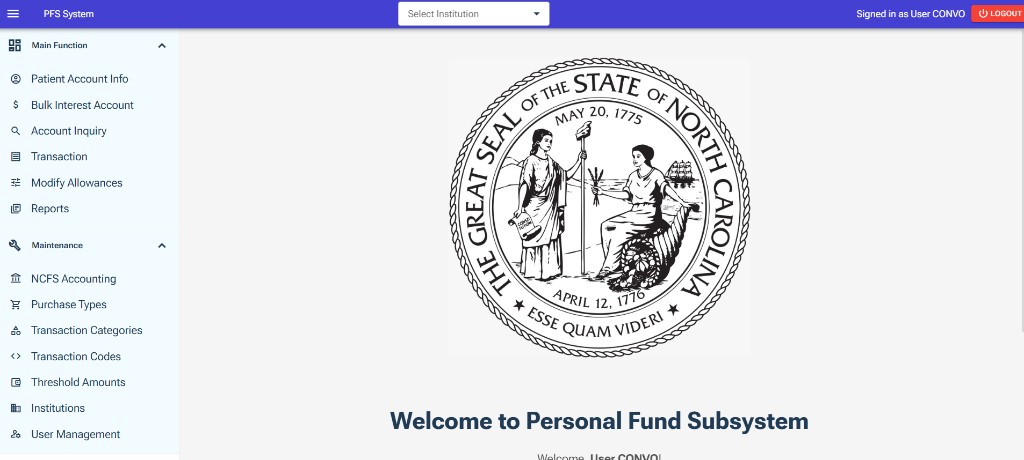 PFS System
Select Institution
Signed in as User CONVO
LOGOUT
Main Function
Patient Account Info
Bulk Interest Account
Account Inquiry
Transaction
Modify Allowances
Reports
Maintenance
NCFS Accounting
Purchase Types
Transaction Categories
Transaction Codes
Threshold Amounts
Institutions
User Management
THE GREAT SEAL OF THE STATE OF NORTH CAROLINA
MAY 20, 1775
APRIL 12, 1776
★ ESSE QUAM VIDERI ★
Welcome to Personal Fund Subsystem
Welcome, User CONVO!